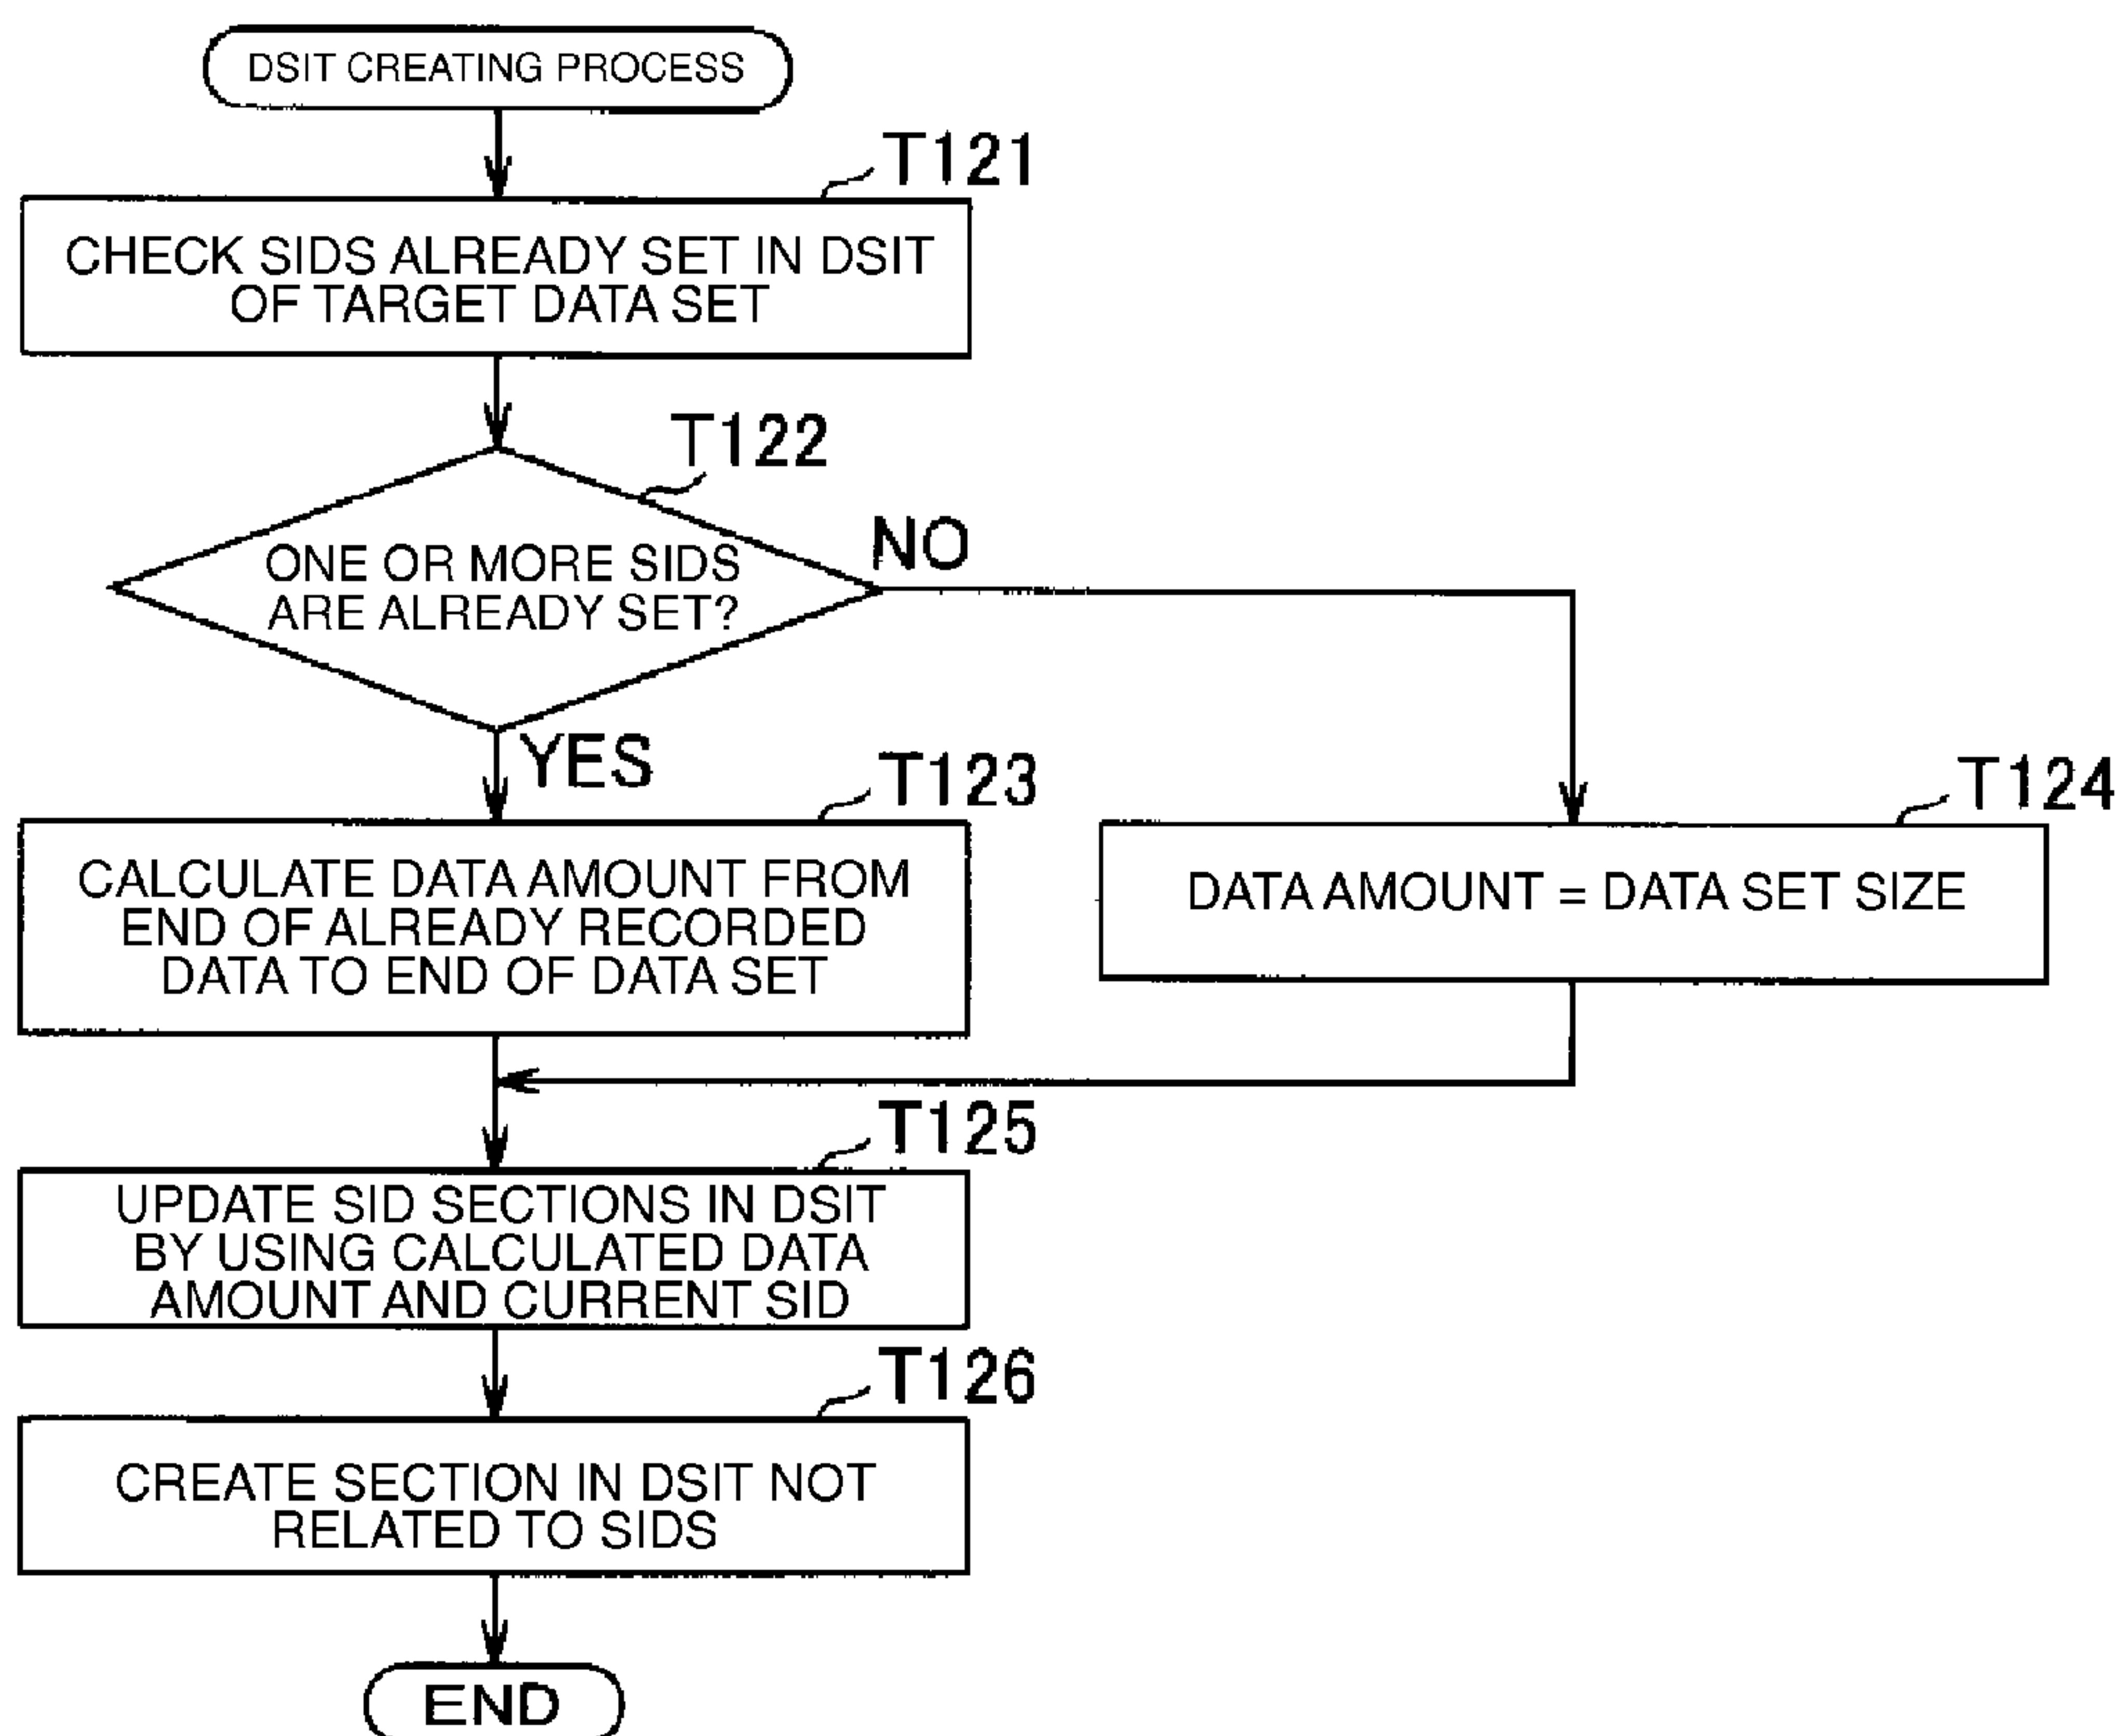 DSIT CREATING PROCESS
T121
CHECK SIDS ALREADY SET IN DSIT
OF TARGET DATA SET
T122
ONE OR MORE SIDS
ARE ALREADY SET?
NO
YES
T123
CALCULATE DATA AMOUNT FROM
END OF ALREADY RECORDED
DATA TO END OF DATA SET
T124
DATA AMOUNT = DATA SET SIZE
T125
UPDATE SID SECTIONS IN DSIT
BY USING CALCULATED DATA
AMOUNT AND CURRENT SID
T126
CREATE SECTION IN DSIT NOT
RELATED TO SIDS
END